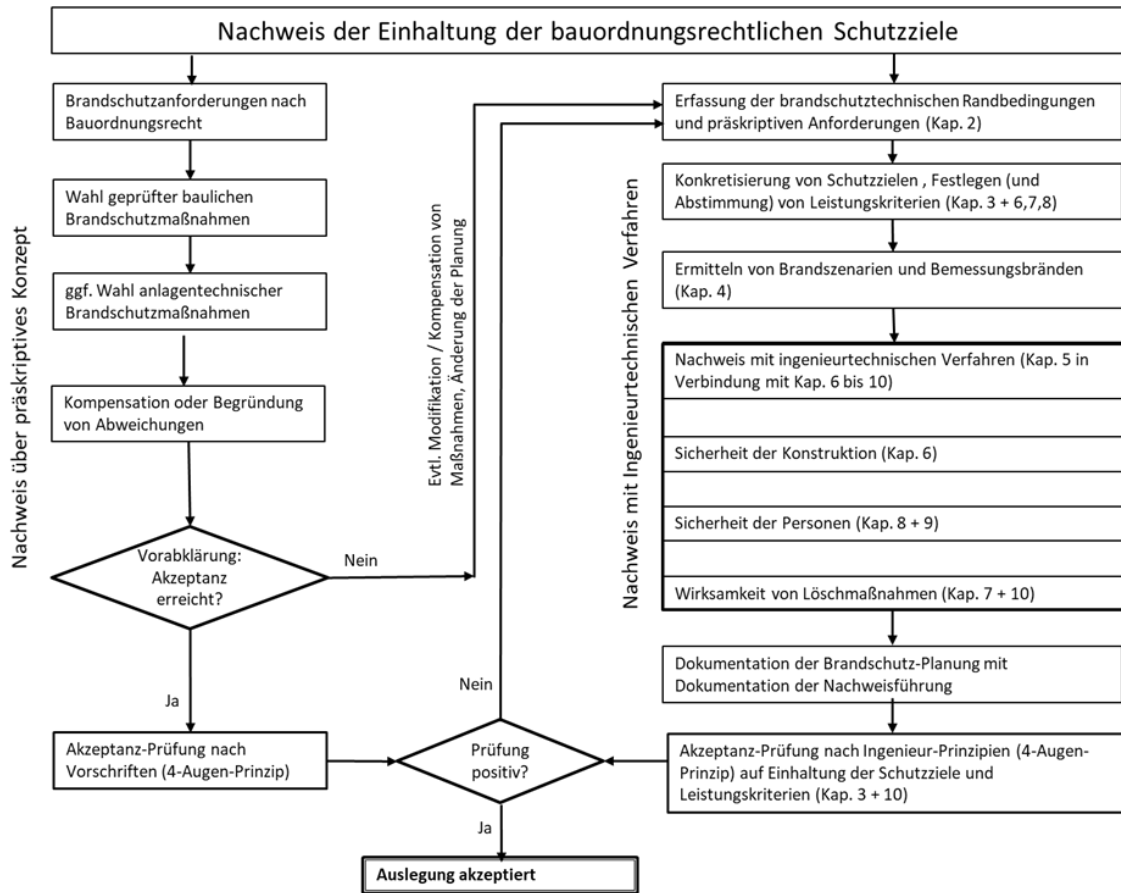 Nachweis der Einhaltung der bauordnungsrechtlichen Schutzziele
Nachweis über präskriptives Konzept
Brandschutzanforderungen nach
Bauordnungsrecht
Wahl geprüfter baulichen
Brandschutzmaßnahmen
ggf. Wahl anlagentechnischer
Brandschutzmaßnahmen
Kompensation oder Begründung
von Abweichungen
Vorabklärung:
Akzeptanz
erreicht?
Nein
Ja
Akzeptanz-Prüfung nach
Vorschriften (4-Augen-Prinzip)
Evtl. Modifikation / Kompensation von
Maßnahmen, Änderung der Planung
Nein
Prüfung
positiv?
Ja
Auslegung akzeptiert
Nachweis mit Ingenieurtechnischen Verfahren
Erfassung der brandschutztechnischen Randbedingungen
und präskriptiven Anforderungen (Kap. 2)
Konkretisierung von Schutzzielen , Festlegen (und
Abstimmung) von Leistungskriterien (Kap. 3 + 6,7,8)
Ermitteln von Brandszenarien und Bemessungsbränden
(Kap. 4)
Nachweis mit ingenieurtechnischen Verfahren (Kap. 5 in
Verbindung mit Kap. 6 bis 10)
Sicherheit der Konstruktion (Kap. 6)
Sicherheit der Personen (Kap. 8 + 9)
Wirksamkeit von Löschmaßnahmen (Kap. 7 + 10)
Dokumentation der Brandschutz-Planung mit
Dokumentation der Nachweisführung
Akzeptanz-Prüfung nach Ingenieur-Prinzipien (4-Augen-
Prinzip) auf Einhaltung der Schutzziele und
Leistungskriterien (Kap. 3 + 10)